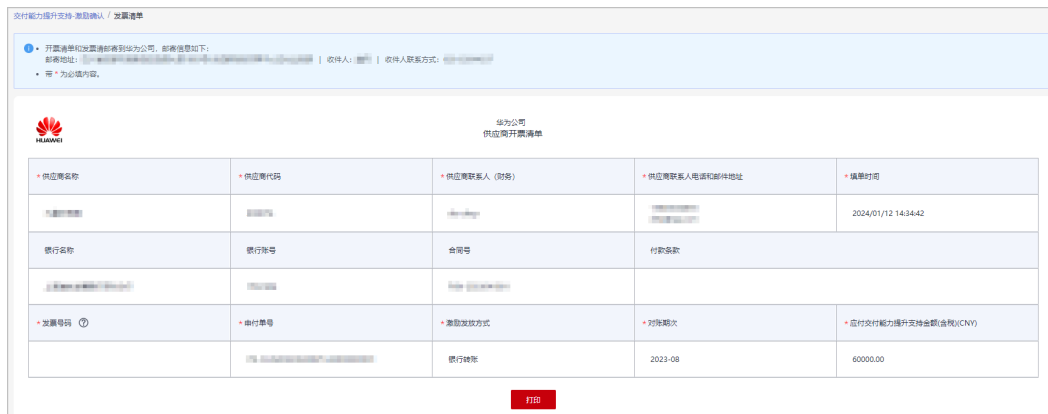 交付能力提升支持-激励确认 / 发票清单
• 开票清单和发票请邮寄到华为公司，邮寄信息如下：
邮寄地址： | 收件人： | 收件人联系方式：
• 带 * 为必填内容。
HUAWEI
华为公司
供应商开票清单
* 供应商名称 * 供应商代码 * 供应商联系人（财务） * 供应商联系人电话和邮件地址 * 填单时间
2024/01/12 14:34:42
银行名称 银行账号 合同号 付款条款
* 发票号码 * 申付单号 * 激励发放方式 * 对账期次 * 应付交付能力提升支持金额(含税)(CNY)
银行转账 2023-08 60000.00
打印